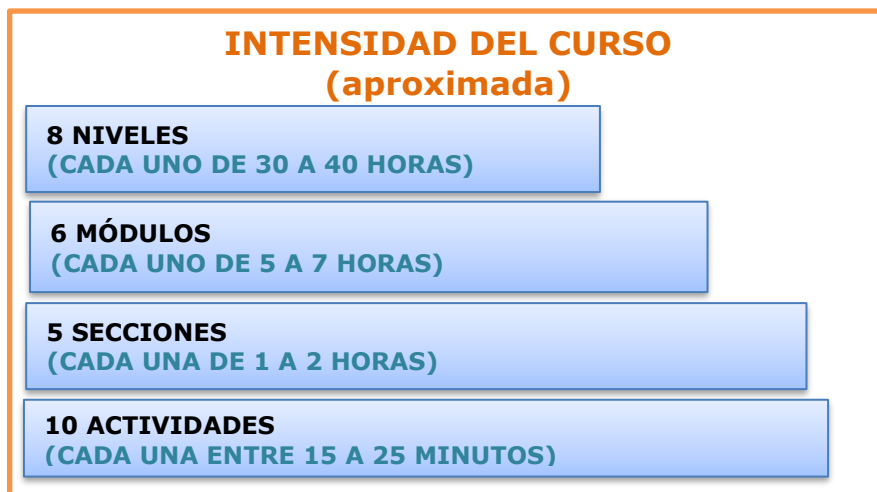 INTENSIDAD DEL CURSO
(aproximada)
8 NIVELES
(CADA UNO DE 30 A 40 HORAS)
6 MÓDULOS
(CADA UNO DE 5 A 7 HORAS)
5 SECCIONES
(CADA UNA DE 1 A 2 HORAS)
10 ACTIVIDADES
(CADA UNA ENTRE 15 A 25 MINUTOS)